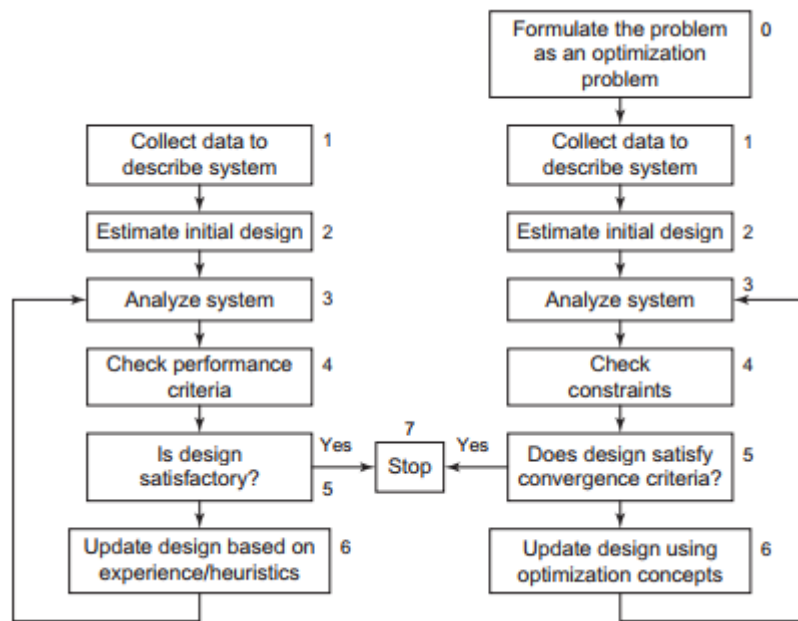 Formulate the problem
as an optimization
problem
0
Collect data to
describe system
1
Estimate initial design
2
Analyze system
3
Check performance
criteria
4
Is design
satisfactory?
Yes
5
Update design based on
experience/heuristics
6
7
Stop
Collect data to
describe system
1
Estimate initial design
2
Analyze system
3
Check
constraints
4
Yes
Does design satisfy
convergence criteria?
5
Update design using
optimization concepts
6